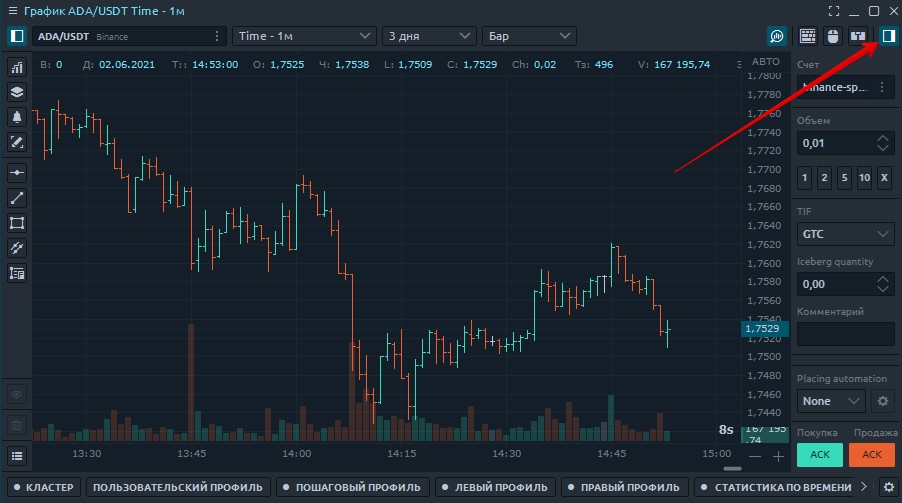 График ADA/USDT Time - 1м
ADA/USDT Binance
Time - 1м
3 дня
Бар
В: 0 Д: 02.06.2021 Т:: 14:53:00 O: 1,7525 Ч: 1,7538 L: 1,7509 С: 1,7529 Ch: 0,02 Тз: 496 V: 167 195,74
АВТО
Счет
binance-sp...
Объем
0,01
1 2 5 10 X
TIF
GTC
Iceberg quantity
0,00
Комментарий
Placing automation
None
Покупка Продажа
АСК АСК
1,7800
1,7780
1,7760
1,7740
1,7720
1,7700
1,7680
1,7660
1,7640
1,7620
1,7600
1,7580
1,7560
1,7540
1,7529
1,7500
1,7480
1,7460
1,7440
8s
167 195
,74
13:30 13:45 14:00 14:15 14:30 14:45 15:00
КЛАСТЕР
ПОЛЬЗОВАТЕЛЬСКИЙ ПРОФИЛЬ
ПОШАГОВЫЙ ПРОФИЛЬ
ЛЕВЫЙ ПРОФИЛЬ
ПРАВЫЙ ПРОФИЛЬ
СТАТИСТИКА ПО ВРЕМЕНИ